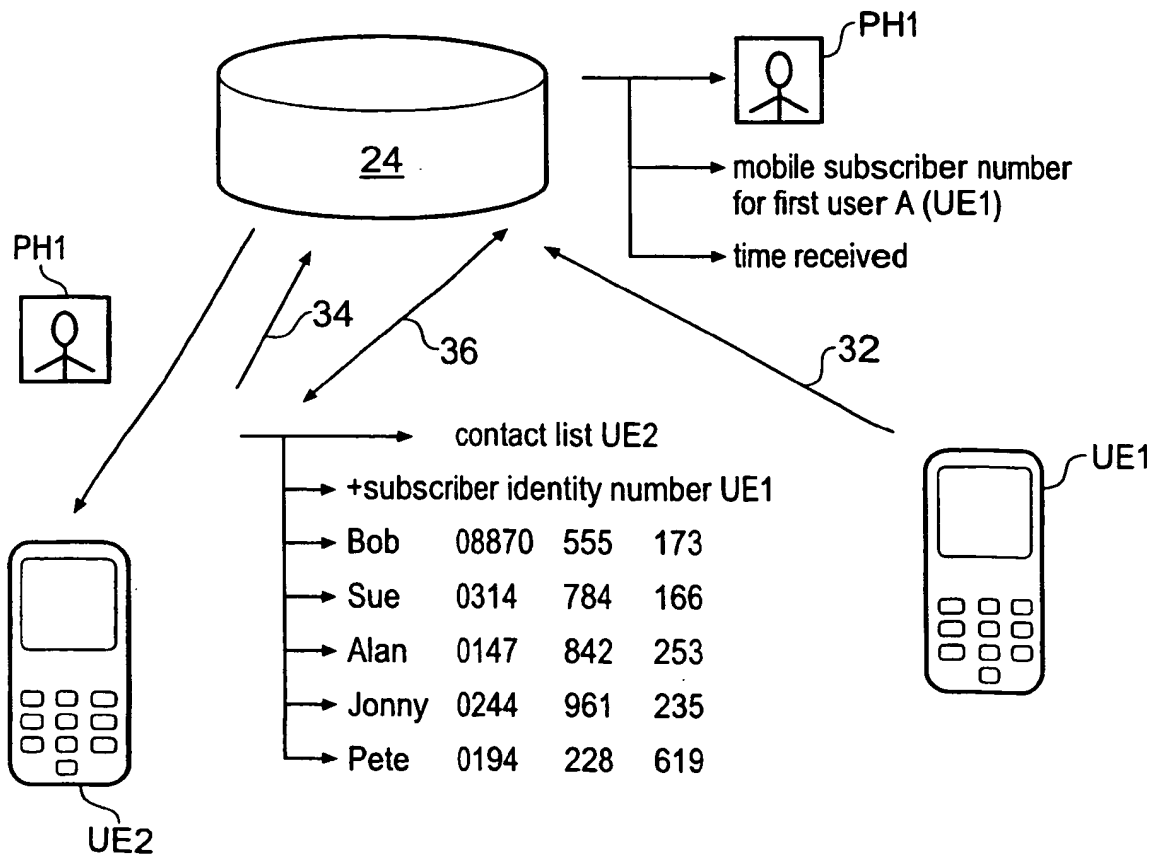 PH1
24
mobile subscriber number
for first user A (UE1)
time received
PH1
34
36
32
contact list UE2
+subscriber identity number UE1
Bob 08870 555 173
Sue 0314 784 166
Alan 0147 842 253
Jonny 0244 961 235
Pete 0194 228 619
UE1
UE2